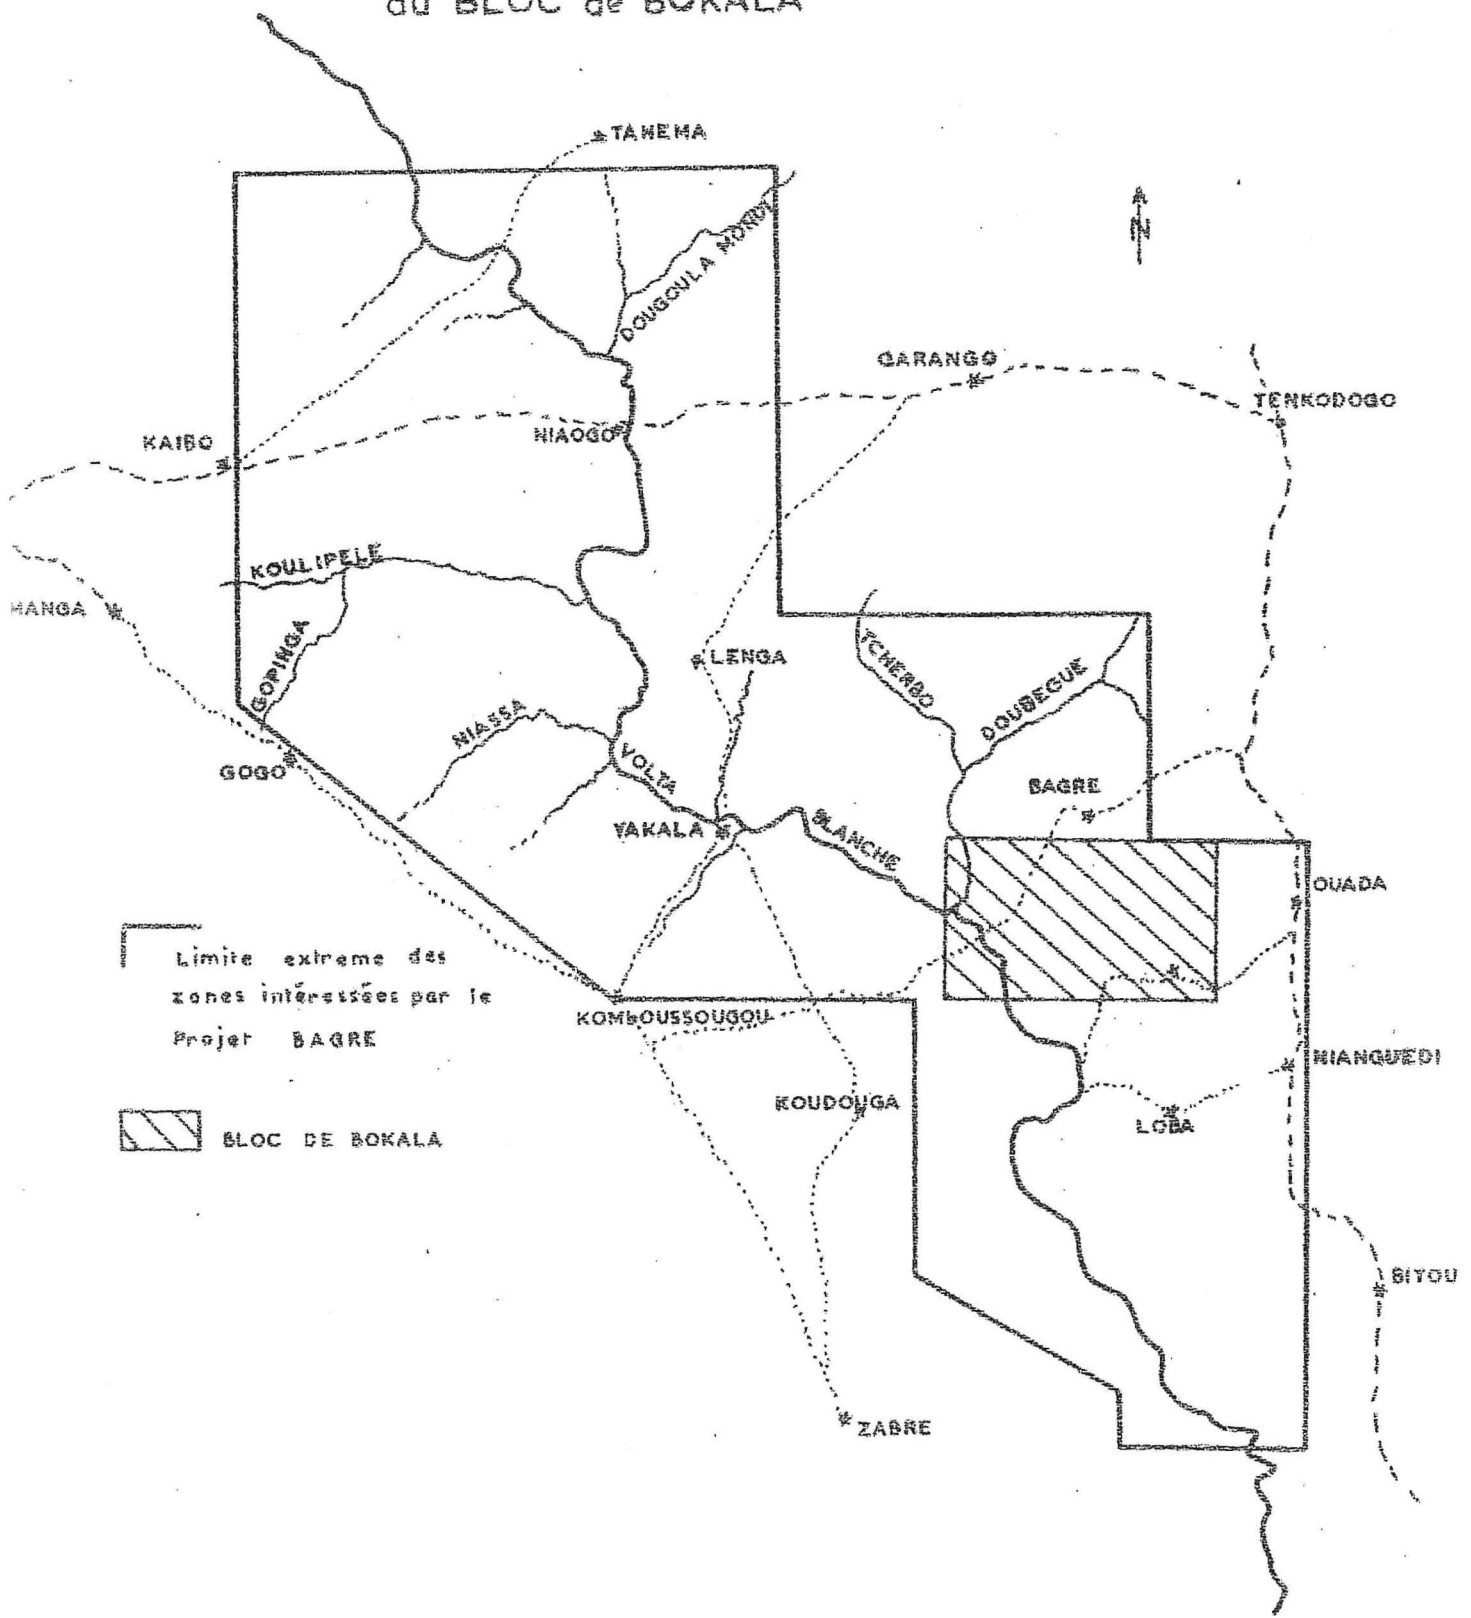 du BLOC de BOKALA
TANEMA
N
DOUGOULA MONDI
GARANGO
TENKODOGO
KAIBO
NIAOGO
KOULIPELE
MANGA
GOPINGA
LENGA
TCHERBO
DOUBEGUE
NIASSA
GOGO
VOLTA
BAGRE
YAKALA
BLANCHE
OUADA
Limite extreme des
zones intéressées par le
Projet BAGRE
KOMBOUSSOUGOU
NIANGUEDI
KOUDOUGA
LOBA
BLOC DE BOKALA
BITOU
ZABRE